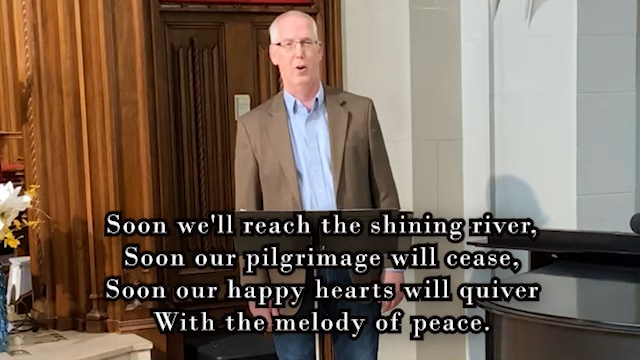 Soon we'll reach the shining river,
Soon our pilgrimage will cease,
Soon our happy hearts will quiver
With the melody of peace.